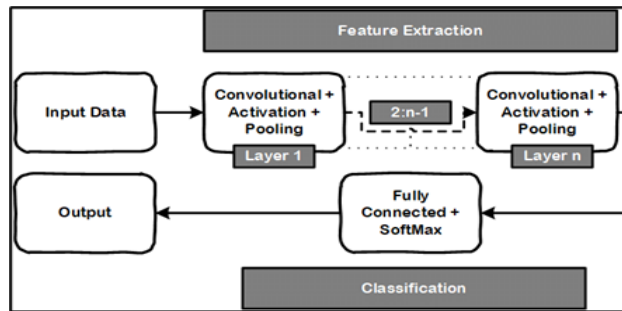 Feature Extraction
Input Data
Convolutional +
Activation +
Pooling
Layer 1
2:n-1
Convolutional +
Activation +
Pooling
Layer n
Output
Fully
Connected +
SoftMax
Classification